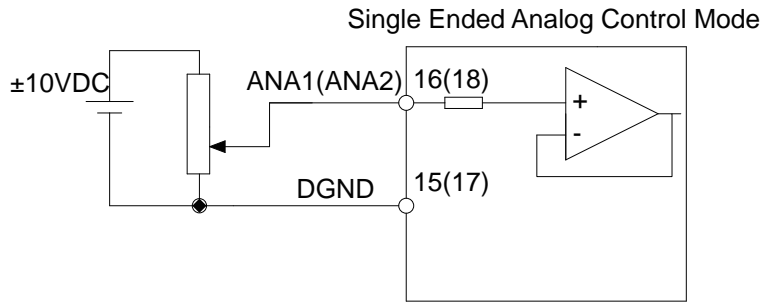 Single Ended Analog Control Mode
±10VDC
ANA1(ANA2)
16(18)
+
-
DGND
15(17)